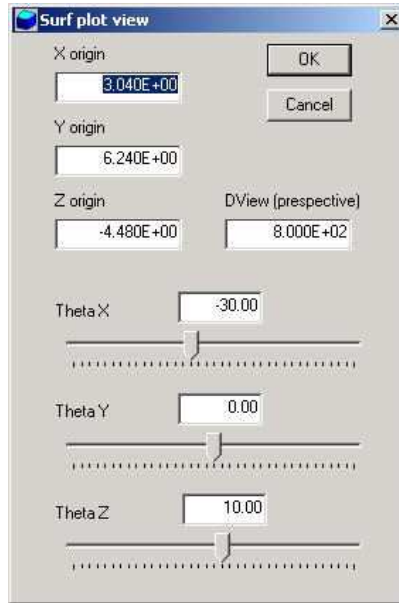 Surf plot view
X origin
3.040E+00
OK
Cancel
Y origin
6.240E+00
Z origin
-4.480E+00
DView (prespective)
8.000E+02
Theta X
-30.00
Theta Y
0.00
Theta Z
10.00